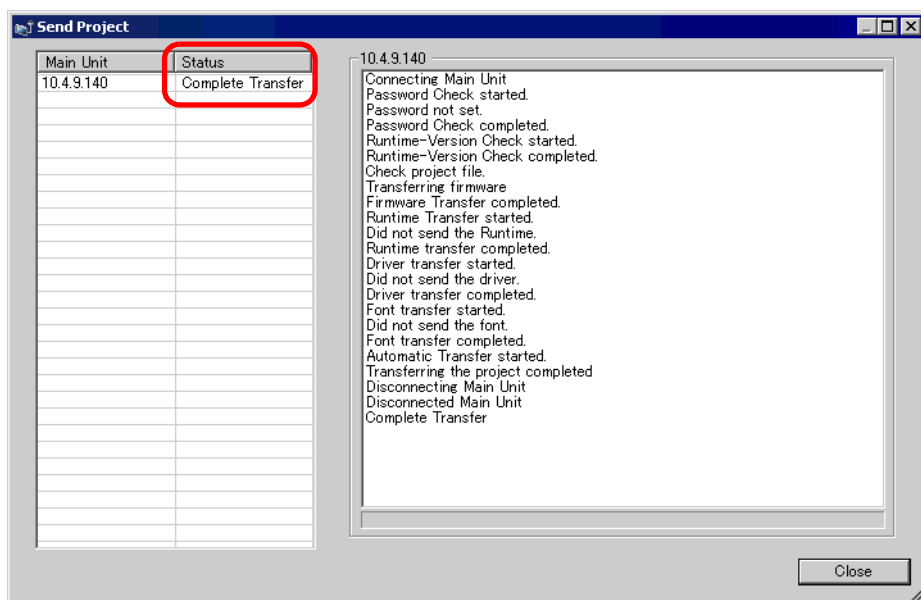 Send Project
Main Unit Status
10.4.9.140 Complete Transfer
10.4.9.140
Connecting Main Unit
Password Check started.
Password not set.
Password Check completed.
Runtime-Version Check started.
Runtime-Version Check completed.
Check project file.
Transferring firmware
Firmware Transfer completed.
Runtime Transfer started.
Did not send the Runtime.
Runtime transfer completed.
Driver transfer started.
Did not send the driver.
Driver transfer completed.
Font transfer started.
Did not send the font.
Font transfer completed.
Automatic Transfer started.
Transferring the project completed
Disconnecting Main Unit
Disconnected Main Unit
Complete Transfer
Close